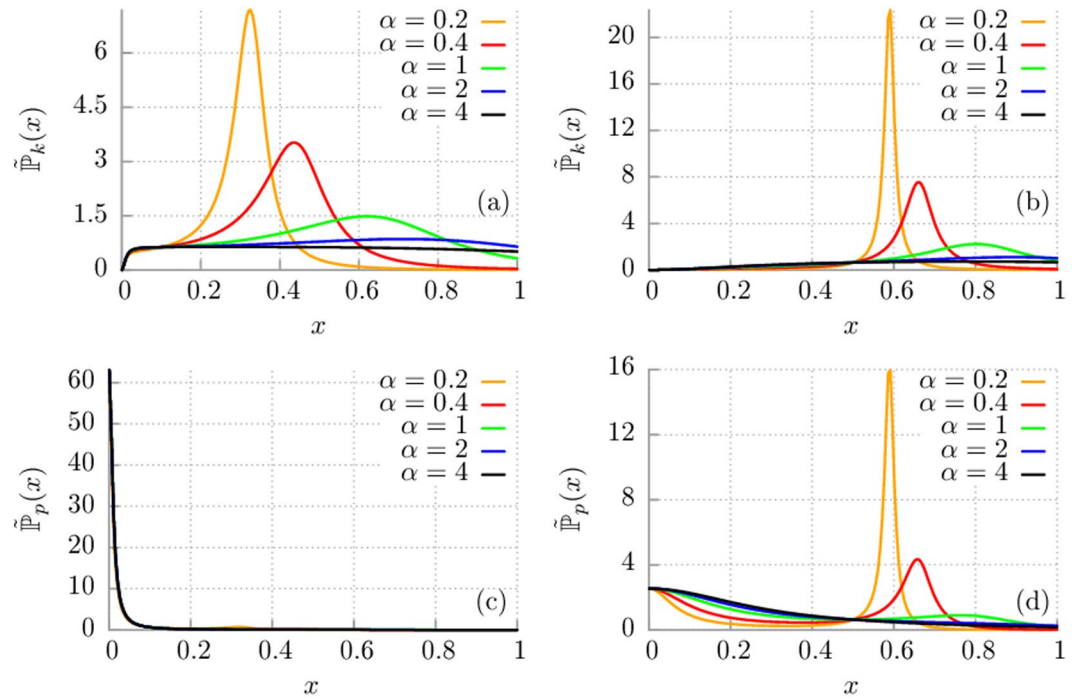 6
4.5
3
1.5
0
ℙ̃ₖ(x)
α = 0.2
α = 0.4
α = 1
α = 2
α = 4
(a)
0 0.2 0.4 0.6 0.8 1
x
20
16
12
8
4
0
ℙ̃ₖ(x)
α = 0.2
α = 0.4
α = 1
α = 2
α = 4
(b)
0 0.2 0.4 0.6 0.8 1
x
60
50
40
30
20
10
0
ℙ̃ₚ(x)
α = 0.2
α = 0.4
α = 1
α = 2
α = 4
(c)
0 0.2 0.4 0.6 0.8 1
x
16
12
8
4
0
ℙ̃ₚ(x)
α = 0.2
α = 0.4
α = 1
α = 2
α = 4
(d)
0 0.2 0.4 0.6 0.8 1
x